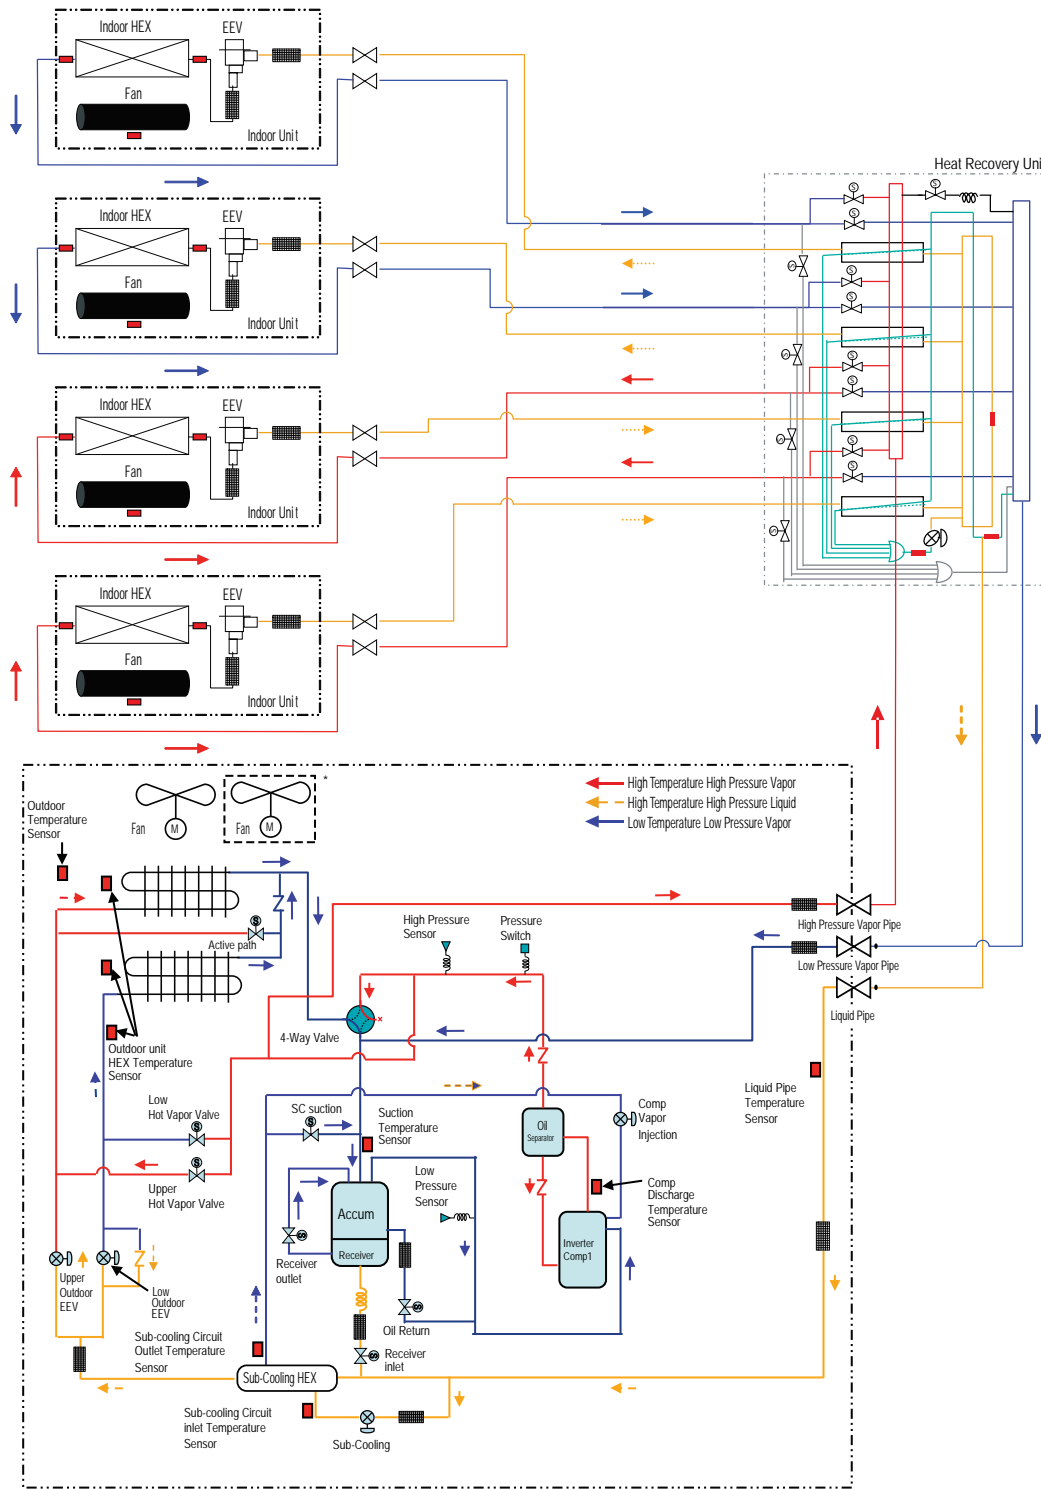 Indoor HEX
EEV
Fan
Indoor Unit
Indoor HEX
EEV
Fan
Indoor Unit
Indoor HEX
EEV
Fan
Indoor Unit
Indoor HEX
EEV
Fan
Indoor Unit
Heat Recovery Uni
S
S
S
S
S
S
S
S
S
S
S
S
S
High Temperature High Pressure Vapor
High Temperature High Pressure Liquid
Low Temperature Low Pressure Vapor
Outdoor
Temperature
Sensor
Fan
M
Fan
M
*
Active path
S
High Pressure
Sensor
Pressure
Switch
High Pressure Vapor Pipe
Low Pressure Vapor Pipe
Liquid Pipe
4-Way Valve
Outdoor unit
HEX Temperature
Sensor
Low
Hot Vapor Valve
S
Upper
Hot Vapor Valve
S
SC suction
S
Suction
Temperature
Sensor
Low
Pressure
Sensor
Oil
Separator
Comp
Vapor
Injection
Liquid Pipe
Temperature
Sensor
Comp
Discharge
Temperature
Sensor
Inverter
Comp1
Accum
Receiver
Receiver
outlet
S
Oil Return
S
Receiver
inlet
S
Upper
Outdoor
EEV
Low
Outdoor
EEV
Sub-cooling Circuit
Outlet Temperature
Sensor
Sub-Cooling HEX
Sub-cooling Circuit
inlet Temperature
Sensor
Sub-Cooling